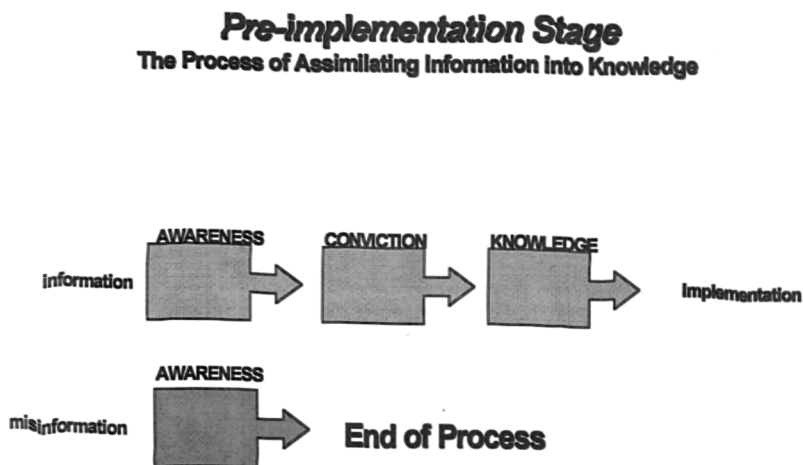 Pre-implementation Stage
The Process of Assimilating Information into Knowledge
AWARENESS
CONVICTION
KNOWLEDGE
information
Implementation
AWARENESS
misinformation
End of Process